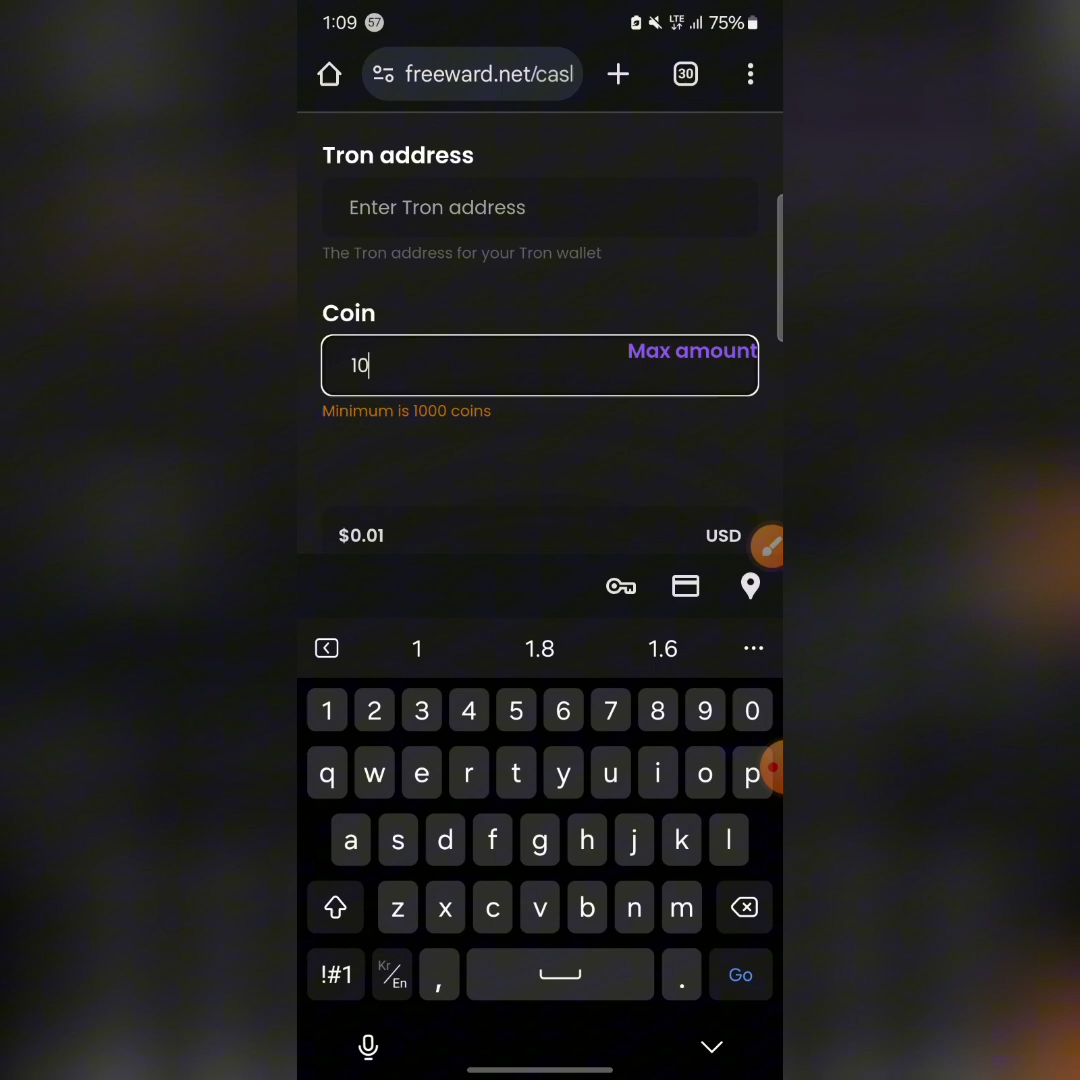 1:09 57 LTE 75%
freeward.net/casl 30
Tron address
Enter Tron address
The Tron address for your Tron wallet
Coin
10 Max amount
Minimum is 1000 coins
$0.01 USD
1 1.8 1.6 ...
1 2 3 4 5 6 7 8 9 0
q w e r t y u i o p
a s d f g h j k l
z x c v b n m
!#1 Kr/En , . Go